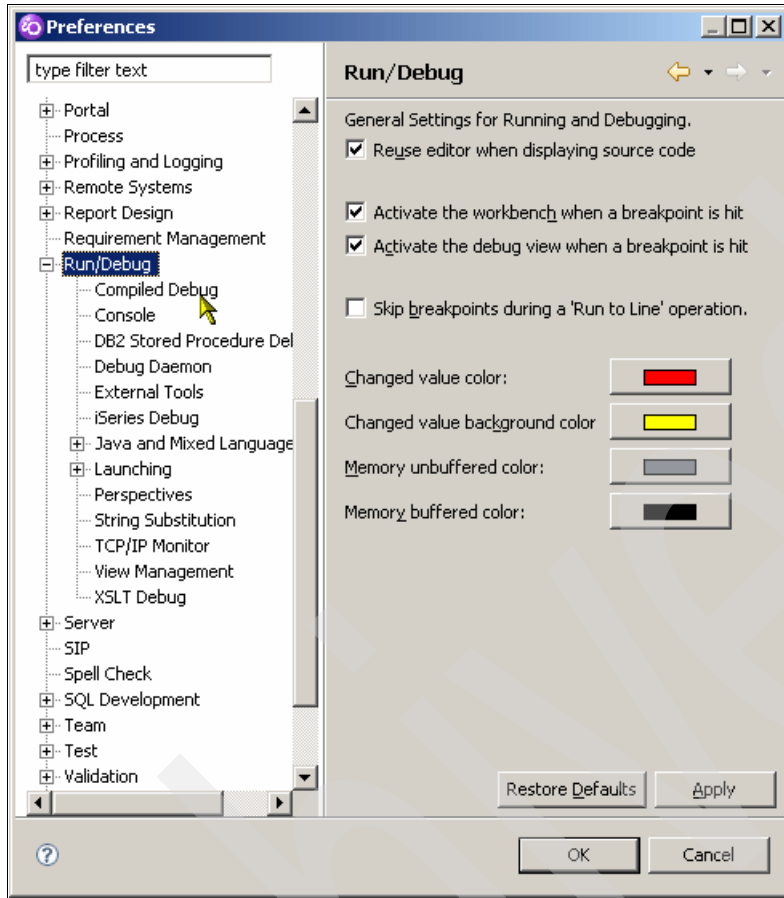 Preferences
type filter text
Portal
Process
Profiling and Logging
Remote Systems
Report Design
Requirement Management
Run/Debug
Compiled Debug
Console
DB2 Stored Procedure Del
Debug Daemon
External Tools
iSeries Debug
Java and Mixed Language
Launching
Perspectives
String Substitution
TCP/IP Monitor
View Management
XSLT Debug
Server
SIP
Spell Check
SQL Development
Team
Test
Validation
Run/Debug
General Settings for Running and Debugging.
Reuse editor when displaying source code
Activate the workbench when a breakpoint is hit
Activate the debug view when a breakpoint is hit
Skip breakpoints during a 'Run to Line' operation.
Changed value color:
Changed value background color
Memory unbuffered color:
Memory buffered color:
Restore Defaults
Apply
OK
Cancel